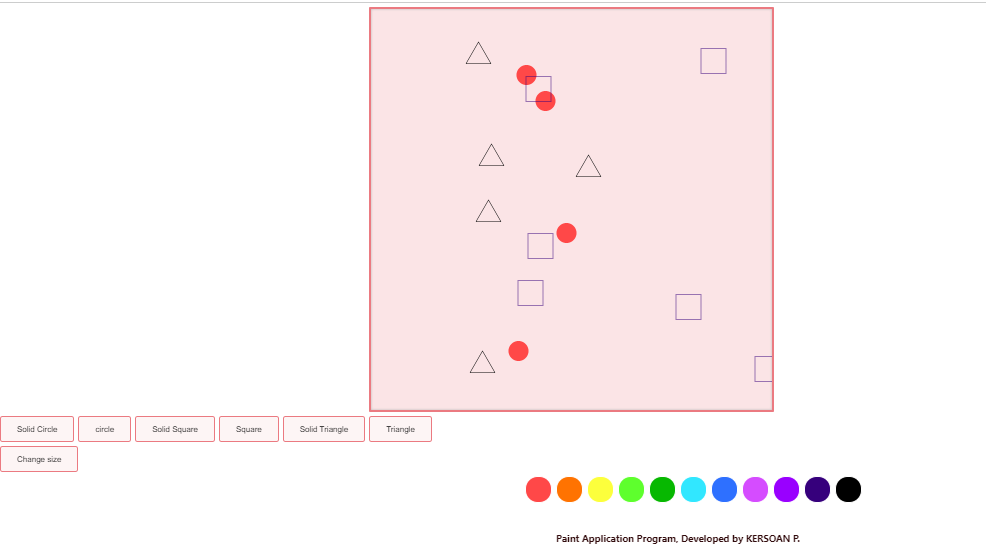 Solid Circle circle Solid Square Square Solid Triangle Triangle
Change size
Paint Application Program, Developed by KERSOAN P.